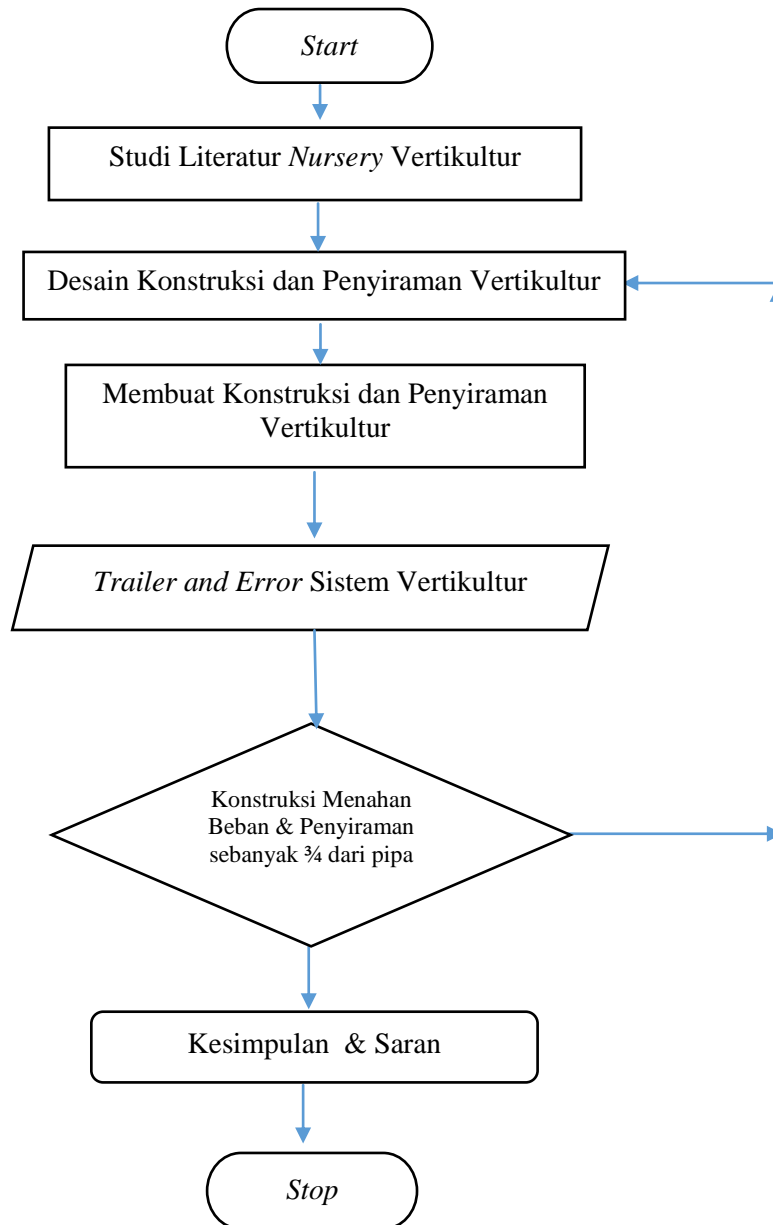 Start
Studi Literatur Nursery Vertikultur
Desain Konstruksi dan Penyiraman Vertikultur
Membuat Konstruksi dan Penyiraman
Vertikultur
Trailer and Error Sistem Vertikultur
Konstruksi Menahan
Beban & Penyiraman
sebanyak ¾ dari pipa
Kesimpulan & Saran
Stop